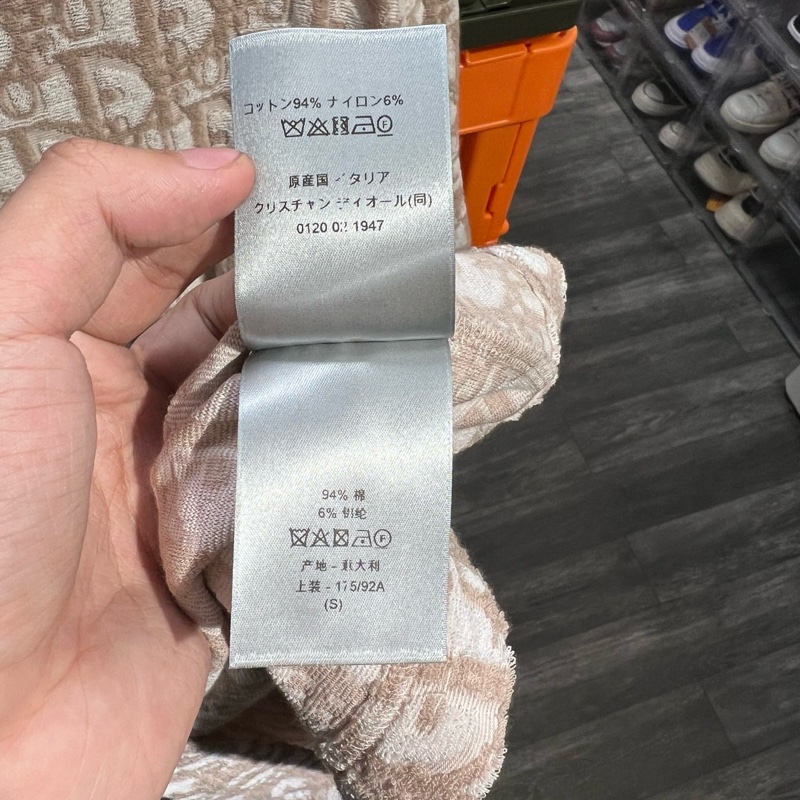 コットン94% ナイロン6%
原産国 イタリア
クリスチャン ディオール(同)
0120 02 1947
94% 棉
6% 锦纶
产地 - 意大利
上装 - 175/92A
(S)